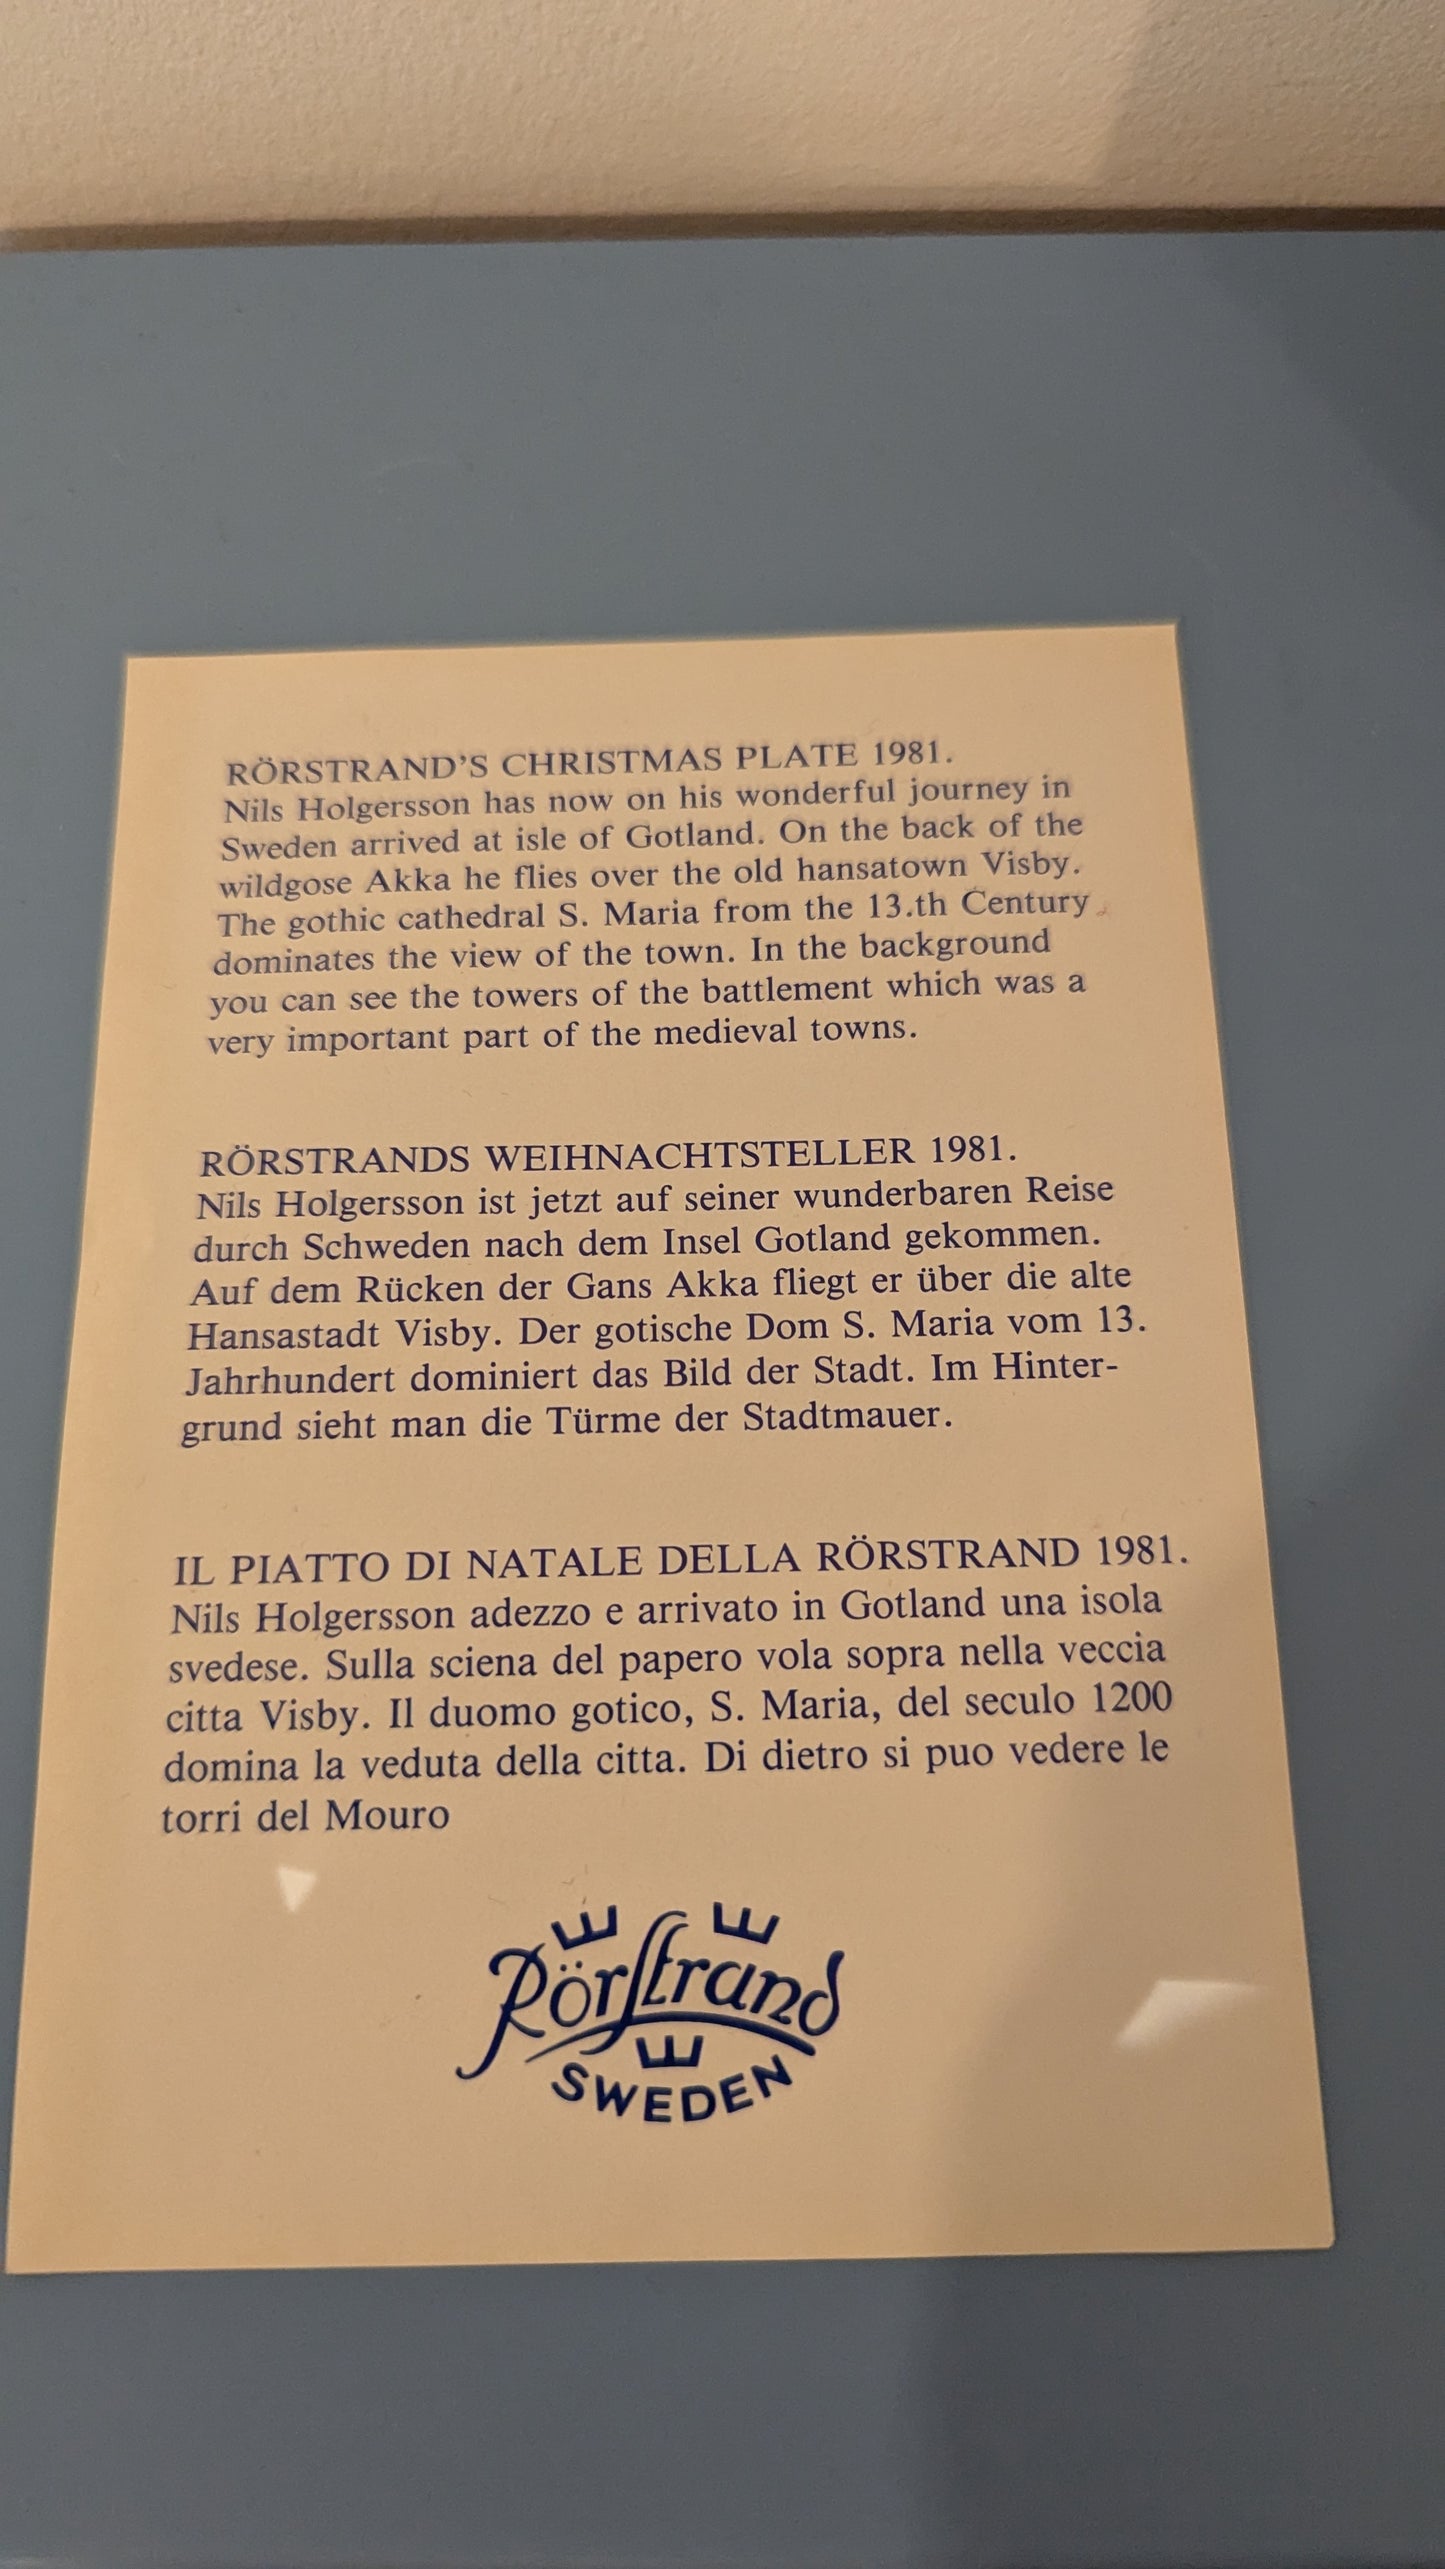 RÖRSTRAND'S CHRISTMAS PLATE 1981.
Nils Holgersson has now on his wonderful journey in
Sweden arrived at isle of Gotland. On the back of the
wildgose Akka he flies over the old hansatown Visby.
The gothic cathedral S. Maria from the 13.th Century
dominates the view of the town. In the background
you can see the towers of the battlement which was a
very important part of the medieval towns.
RÖRSTRANDS WEIHNACHTSTELLER 1981.
Nils Holgersson ist jetzt auf seiner wunderbaren Reise
durch Schweden nach dem Insel Gotland gekommen.
Auf dem Rücken der Gans Akka fliegt er über die alte
Hansastadt Visby. Der gotische Dom S. Maria vom 13.
Jahrhundert dominiert das Bild der Stadt. Im Hinter-
grund sieht man die Türme der Stadtmauer.
IL PIATTO DI NATALE DELLA RÖRSTRAND 1981.
Nils Holgersson adezzo e arrivato in Gotland una isola
svedese. Sulla sciena del papero vola sopra nella veccia
citta Visby. Il duomo gotico, S. Maria, del seculo 1200
domina la veduta della citta. Di dietro si puo vedere le
torri del Mouro
Rörstrand
SWEDEN